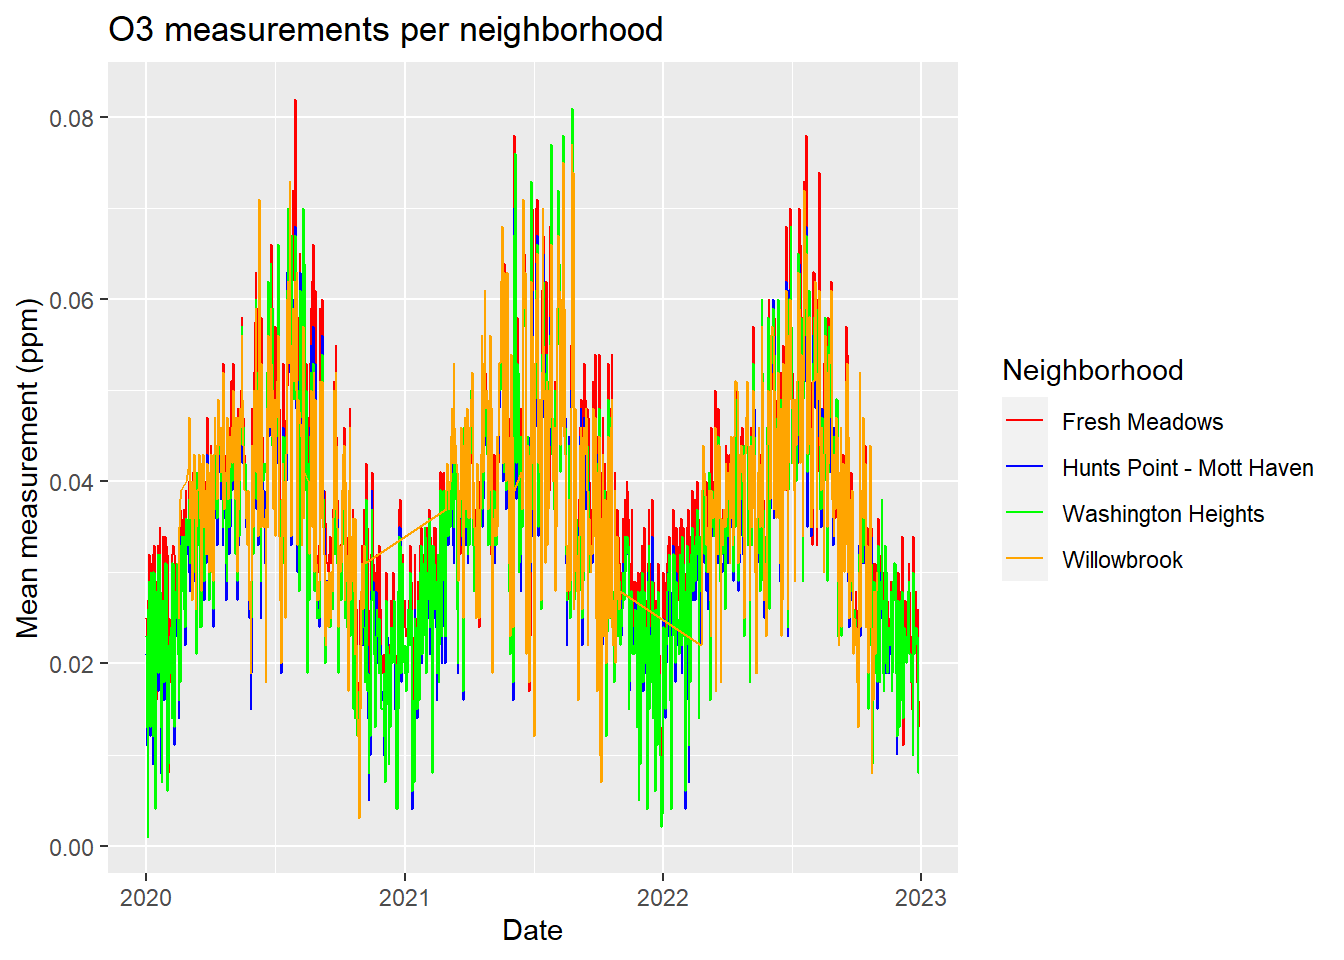 O3 measurements per neighborhood
Mean measurement (ppm)
0.08
0.06
0.04
0.02
0.00
2020
2021
2022
2023
Date
Neighborhood
Fresh Meadows
Hunts Point - Mott Haven
Washington Heights
Willowbrook